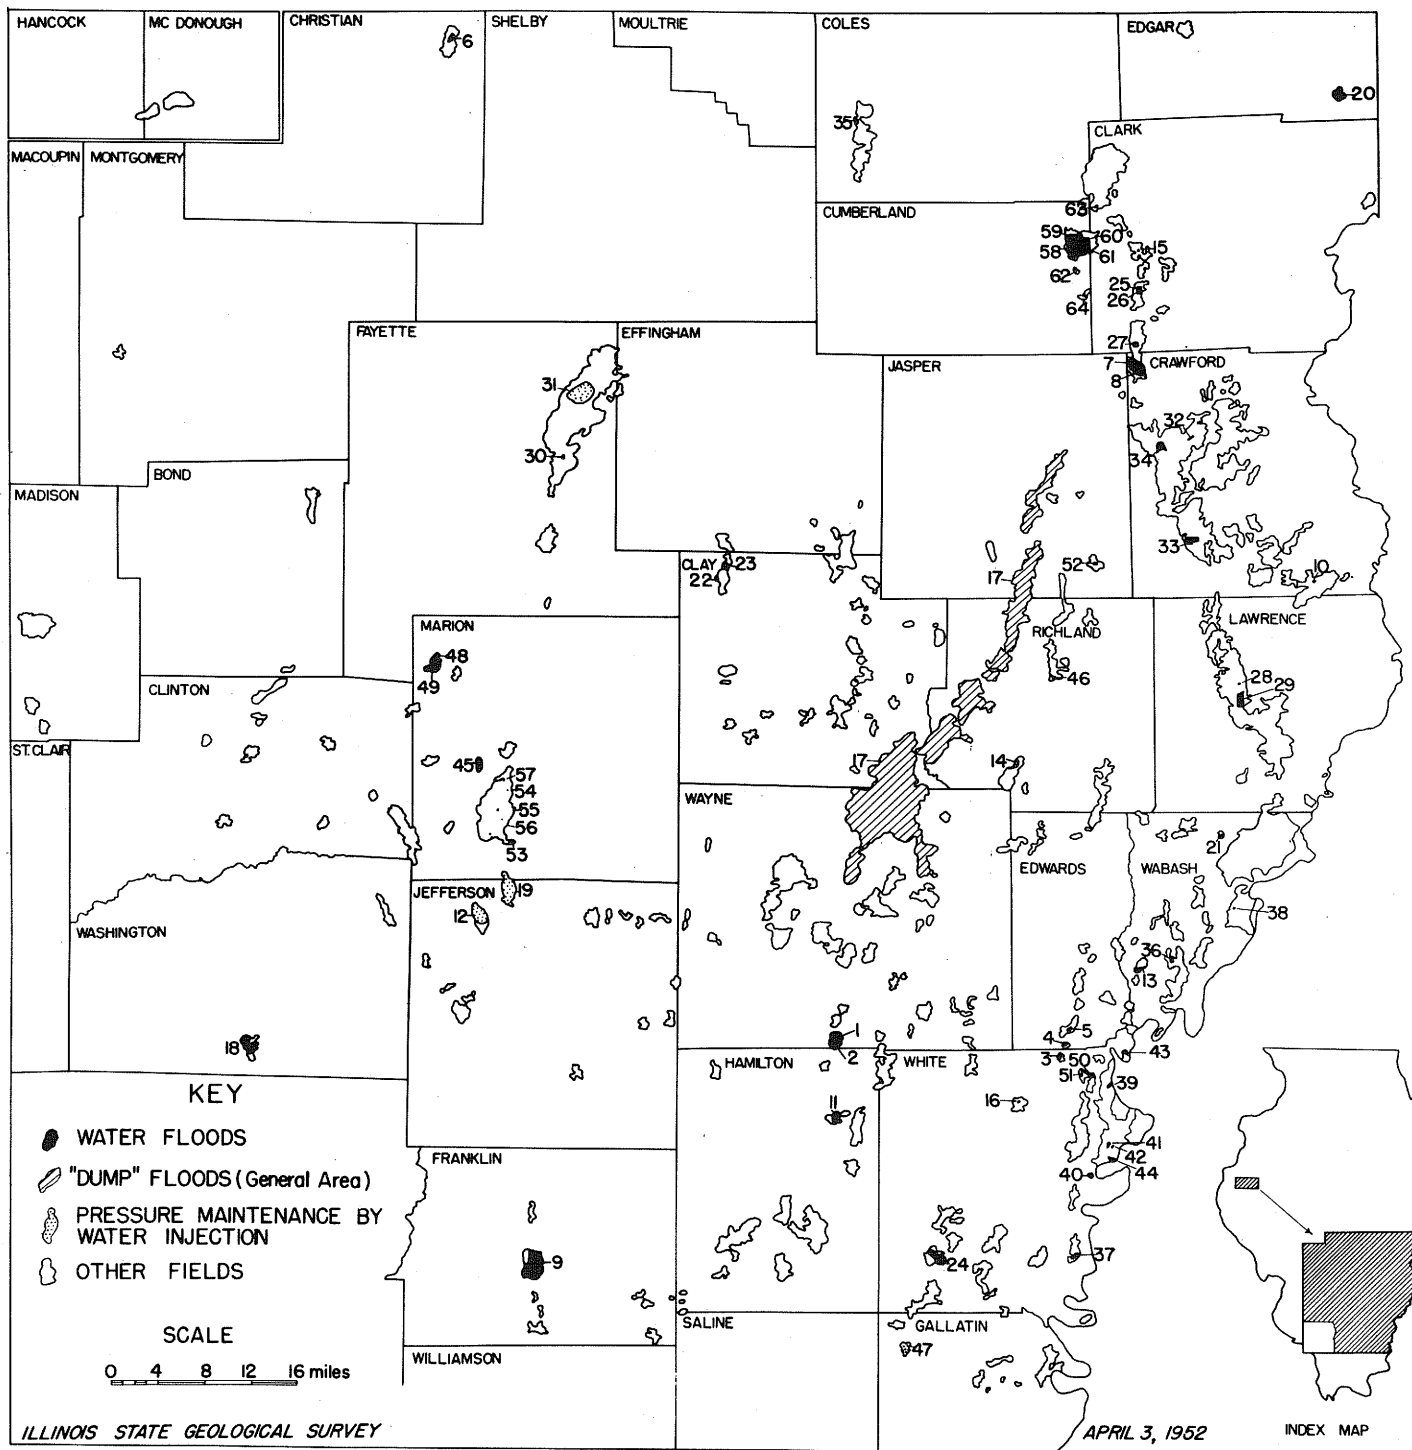 HANCOCK
MC DONOUGH
CHRISTIAN
SHELBY
MOULTRIE
COLES
EDGAR
6
20
35
CLARK
MACOUPIN
MONTGOMERY
CUMBERLAND
63
59
60
58
61
15
62
25
26
64
FAYETTE
EFFINGHAM
27
JASPER
7
CRAWFORD
8
31
32
30
34
BOND
MADISON
33
CLAY
23
22
17
52
10
MARION
RICHLAND
LAWRENCE
48
49
46
28
29
CLINTON
ST. CLAIR
45
57
17
14
54
WAYNE
55
56
53
21
EDWARDS
WABASH
JEFFERSON
19
12
38
WASHINGTON
36
13
1
5
4
18
2
3
50
43
HAMILTON
WHITE
51
39
16
11
41
42
44
40
FRANKLIN
9
24
37
SALINE
GALLATIN
47
WILLIAMSON
KEY
WATER FLOODS
"DUMP" FLOODS (General Area)
PRESSURE MAINTENANCE BY
WATER INJECTION
OTHER FIELDS
SCALE
0 4 8 12 16 miles
ILLINOIS STATE GEOLOGICAL SURVEY
APRIL 3, 1952
INDEX MAP